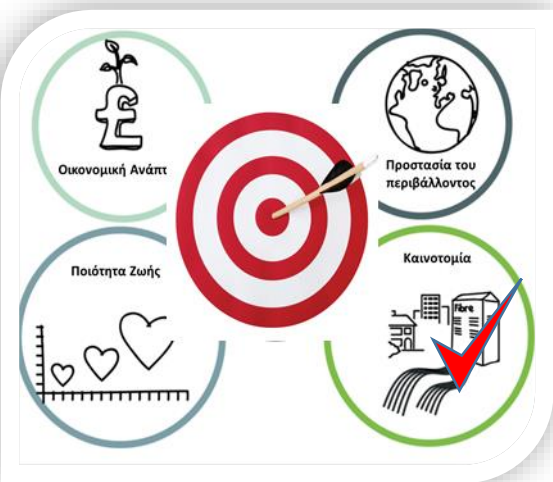 Οικονομική Ανάπτ
Προστασία του
περιβάλλοντος
Ποιότητα Ζωής
Καινοτομία
Fibre